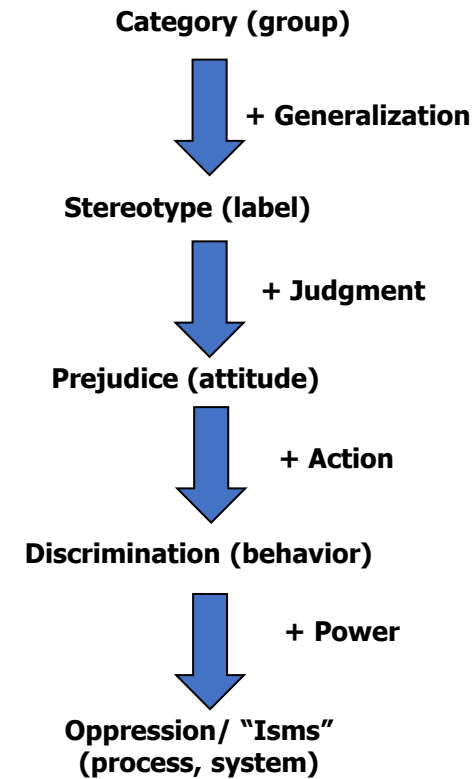 Category (group)
+ Generalization
Stereotype (label)
+ Judgment
Prejudice (attitude)
+ Action
Discrimination (behavior)
+ Power
Oppression/ “Isms”
(process, system)